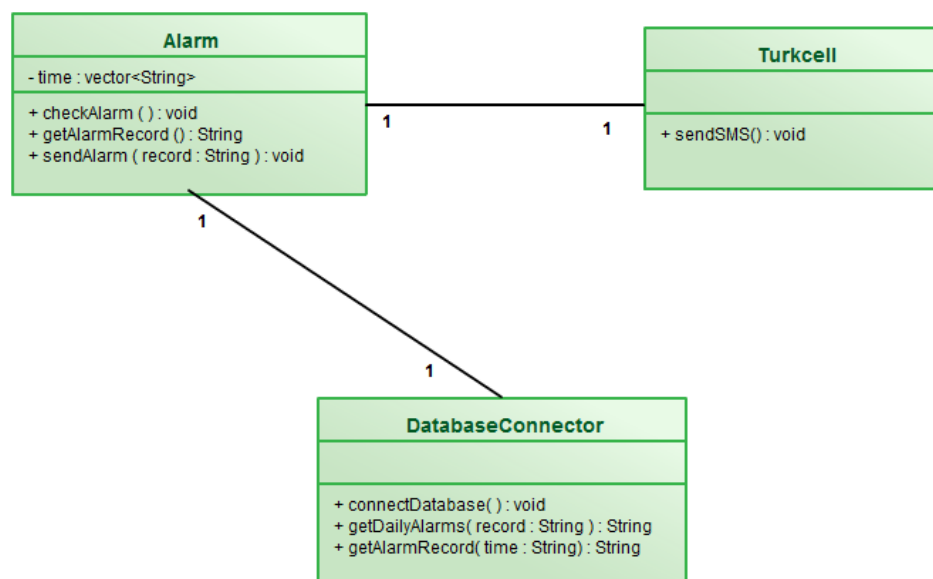 Alarm
- time : vector<String>
+ checkAlarm ( ) : void
+ getAlarmRecord () : String
+ sendAlarm ( record : String ) : void
Turkcell
+ sendSMS() : void
1
1
1
1
DatabaseConnector
+ connectDatabase( ) : void
+ getDailyAlarms( record : String ) : String
+ getAlarmRecord( time : String) : String